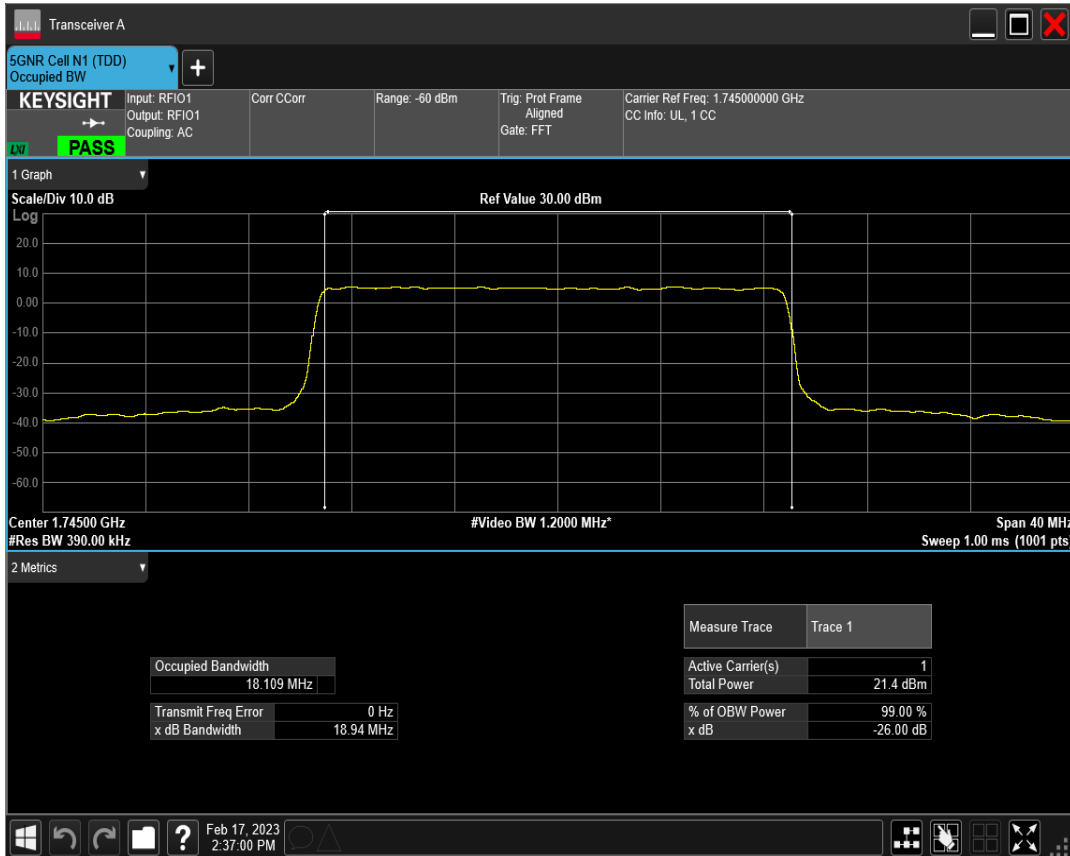 Transceiver A
5GNR Cell N1 (TDD)
Occupied BW
+
KEYSIGHT
LXI
PASS
Input: RFIO1
Output: RFIO1
Coupling: AC
Corr CCorr
Range: -60 dBm
Trig: Prot Frame
Aligned
Gate: FFT
Carrier Ref Freq: 1.745000000 GHz
CC Info: UL, 1 CC
1 Graph
Scale/Div 10.0 dB
Ref Value 30.00 dBm
Log
20.0
10.0
0.00
-10.0
-20.0
-30.0
-40.0
-50.0
-60.0
Center 1.74500 GHz
#Video BW 1.2000 MHz*
Span 40 MHz
#Res BW 390.00 kHz
Sweep 1.00 ms (1001 pts)
2 Metrics
Measure Trace Trace 1
Occupied Bandwidth
18.109 MHz
Active Carrier(s) 1
Total Power 21.4 dBm
Transmit Freq Error 0 Hz
x dB Bandwidth 18.94 MHz
% of OBW Power 99.00 %
x dB -26.00 dB
?
Feb 17, 2023
2:37:00 PM